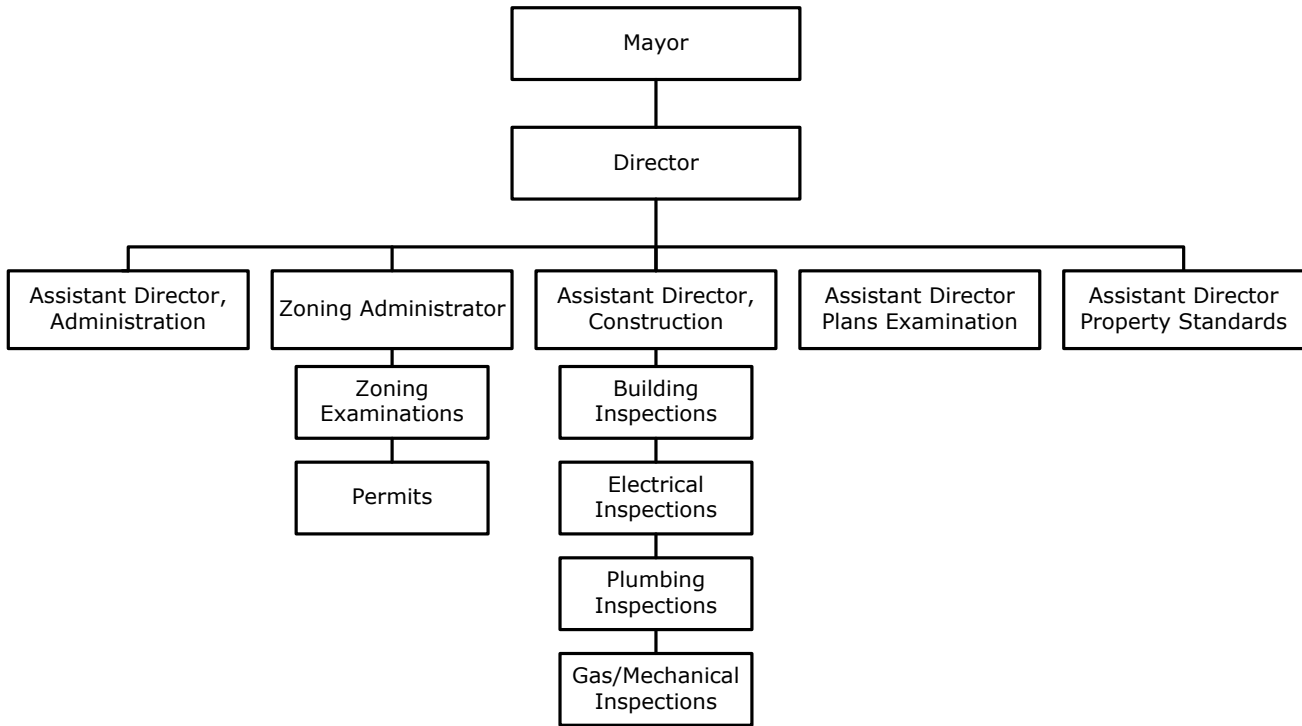 Mayor
Director
Assistant Director,
Administration
Zoning Administrator
Assistant Director,
Construction
Assistant Director
Plans Examination
Assistant Director
Property Standards
Zoning
Examinations
Building
Inspections
Permits
Electrical
Inspections
Plumbing
Inspections
Gas/Mechanical
Inspections